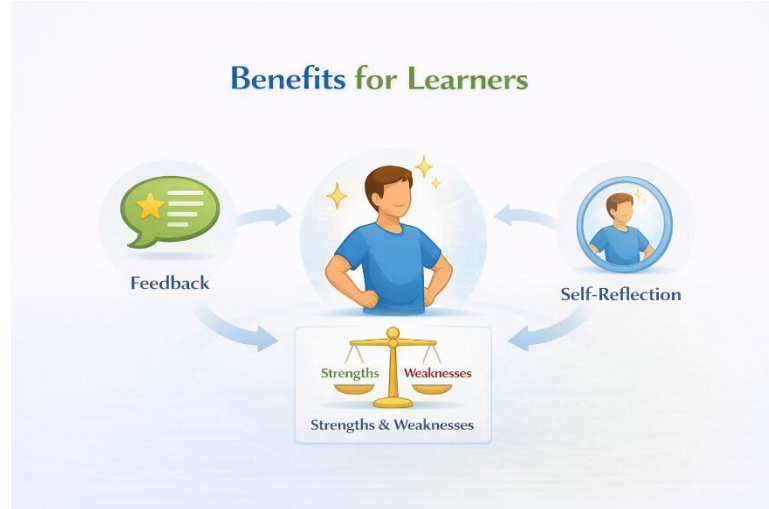 Benefits for Learners
Feedback
Self-Reflection
Strengths Weaknesses
Strengths & Weaknesses